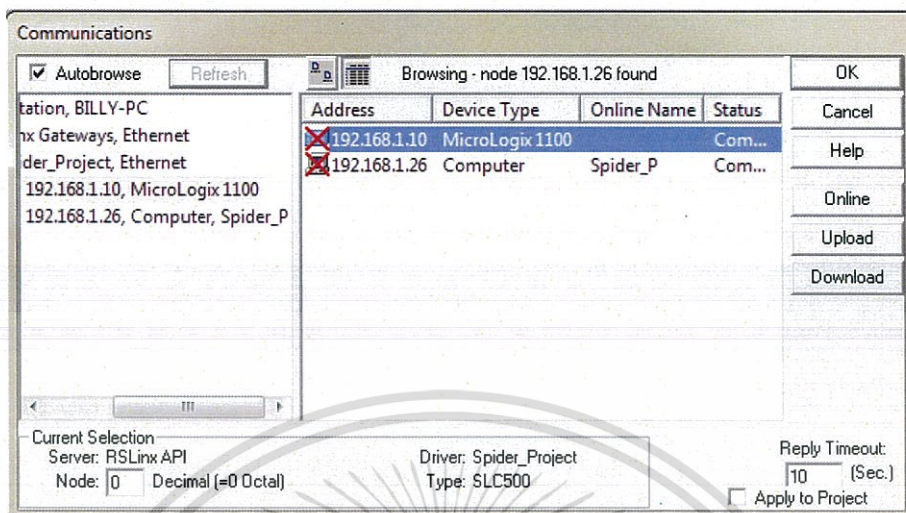 Communications
Autobrowse
Refresh
Browsing - node 192.168.1.26 found
tation, BILLY-PC
nx Gateways, Ethernet
der_Project, Ethernet
192.168.1.10, MicroLogix 1100
192.168.1.26, Computer, Spider_P
Address Device Type Online Name Status
192.168.1.10 MicroLogix 1100 Com...
192.168.1.26 Computer Spider_P Com...
OK
Cancel
Help
Online
Upload
Download
Current Selection
Server: RSLinx API
Driver: Spider_Project
Node: 0 Decimal (=0 Octal)
Type: SLC500
Reply Timeout:
10 (Sec.)
Apply to Project